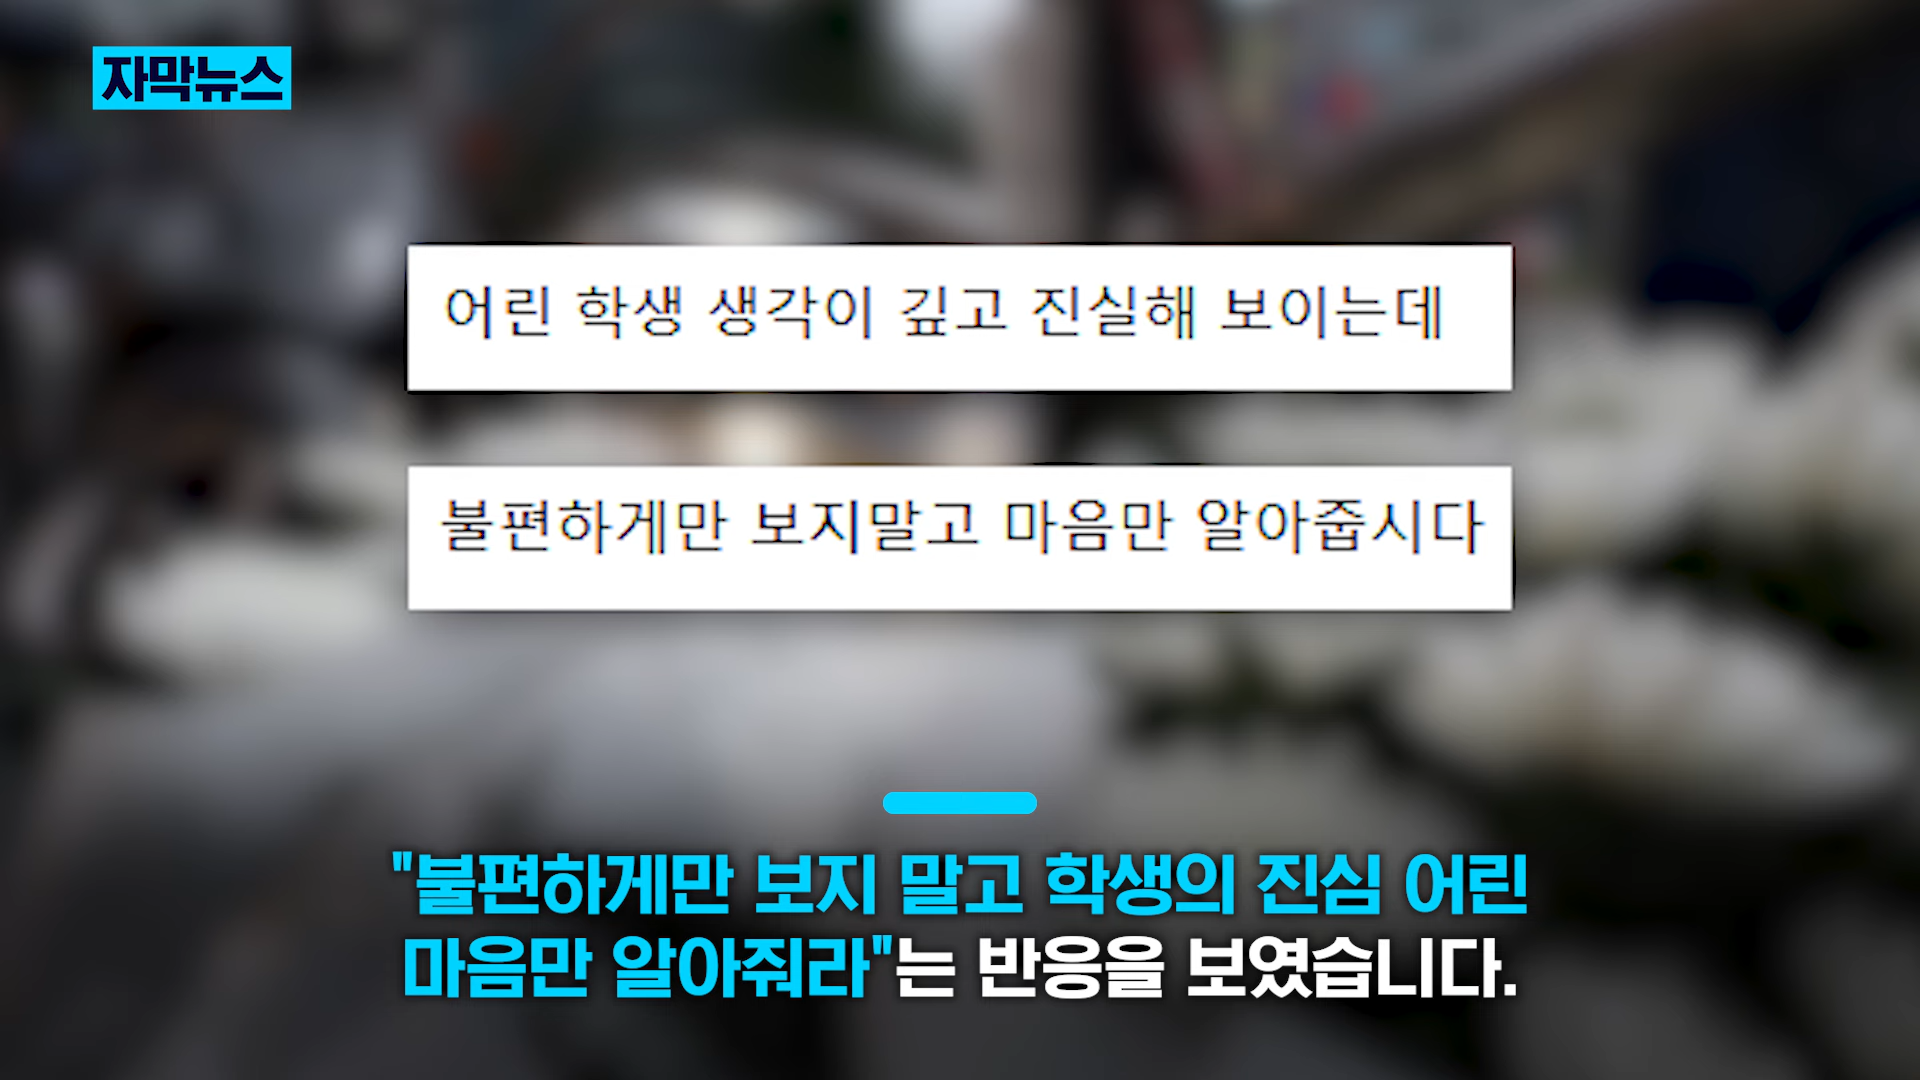 자막뉴스
어린 학생 생각이 깊고 진실해 보이는데
불편하게만 보지말고 마음만 알아줍시다
"불편하게만 보지 말고 학생의 진심 어린
마음만 알아줘라"는 반응을 보였습니다.